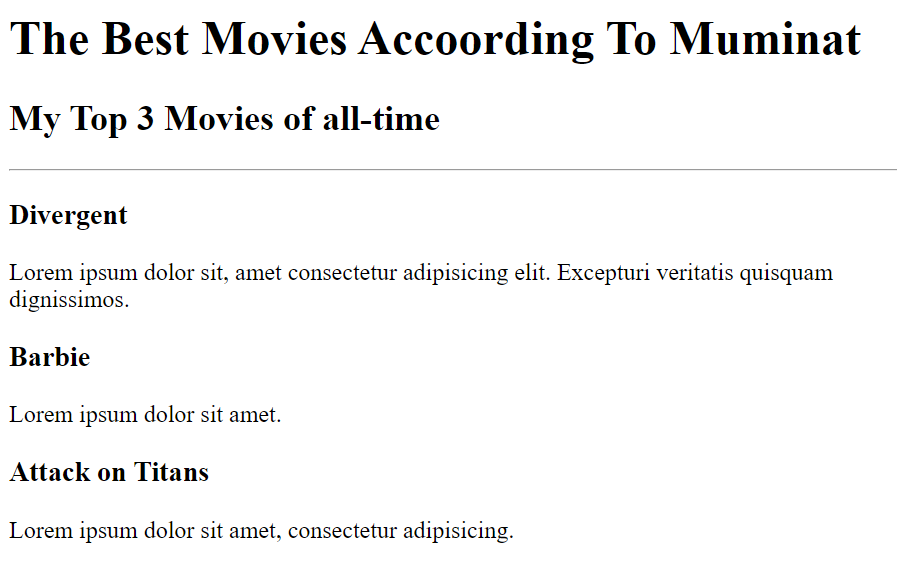 The Best Movies Accoording To Muminat
My Top 3 Movies of all-time
Divergent
Lorem ipsum dolor sit, amet consectetur adipisicing elit. Excepturi veritatis quisquam
dignissimos.
Barbie
Lorem ipsum dolor sit amet.
Attack on Titans
Lorem ipsum dolor sit amet, consectetur adipisicing.